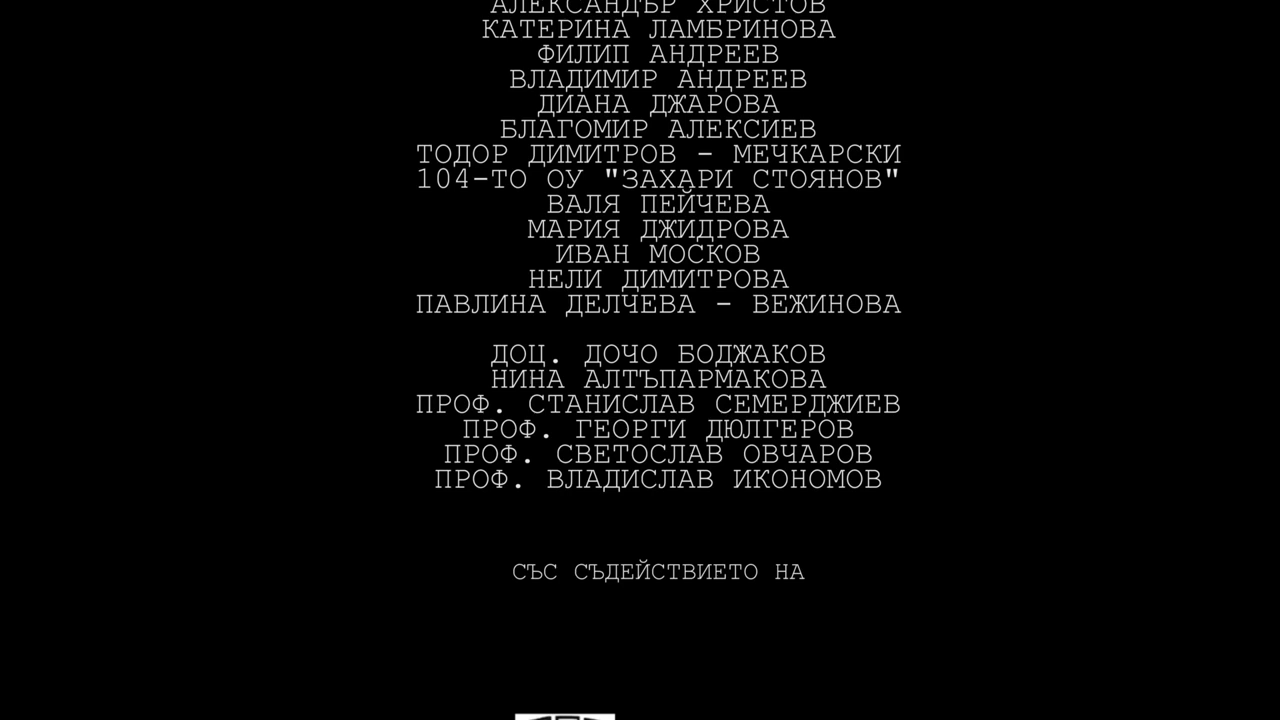 АЛЕКСАНДЪР ХРИСТОВ
КАТЕРИНА ЛАМБРИНОВА
ФИЛИП АНДРЕЕВ
ВЛАДИМИР АНДРЕЕВ
ДИАНА ДЖАРОВА
БЛАГОМИР АЛЕКСИЕВ
ТОДОР ДИМИТРОВ - МЕЧКАРСКИ
104-ТО ОУ "ЗАХАРИ СТОЯНОВ"
ВАЛЯ ПЕЙЧЕВА
МАРИЯ ДЖИДРОВА
ИВАН МОСКОВ
НЕЛИ ДИМИТРОВА
ПАВЛИНА ДЕЛЧЕВА - ВЕЖИНОВА
ДОЦ. ДОЧО БОДЖАКОВ
НИНА АЛТЪПАРМАКОВА
ПРОФ. СТАНИСЛАВ СЕМЕРДЖИЕВ
ПРОФ. ГЕОРГИ ДЮЛГЕРОВ
ПРОФ. СВЕТОСЛАВ ОВЧАРОВ
ПРОФ. ВЛАДИСЛАВ ИКОНОМОВ
СЪС СЪДЕЙСТВИЕТО НА